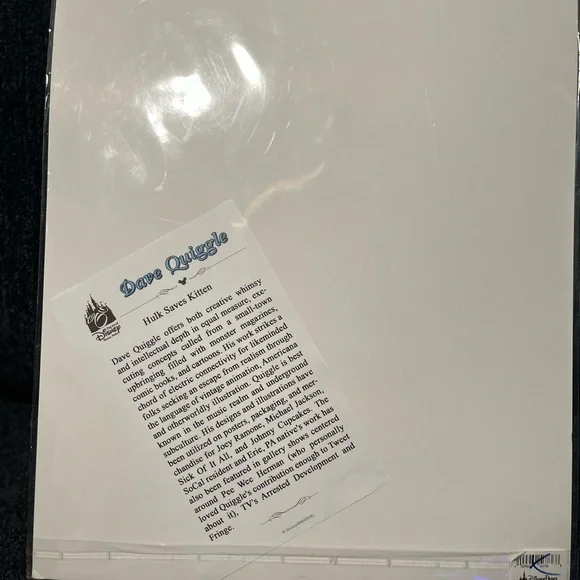 Dave Quiggle
Disney
Hulk Saves Kitten
Dave Quiggle offers both creative whimsy
and intellectual depth in equal measure, exe-
cuting concepts culled from a small-town
upbringing filled with monster magazines,
comic books, and cartoons. His work strikes a
chord of electric connectivity for likeminded
folks seeking an escape from realism through
the language of vintage animation, Americana
and otherworldly illustration. Quiggle is best
known in the music realm and underground
subculture. His designs and illustrations have
been utilized on posters, packaging, and mer-
chandise for Joey Ramone, Michael Jackson,
Sick Of It All, and Johnny Cupcakes. The
SoCal resident and Erie, PA native's work has
also been featured in gallery shows centered
around Pee Wee Herman (who personally
loved Quiggle's contribution enough to Tweet
about it), TV's Arrested Development and
Fringe.